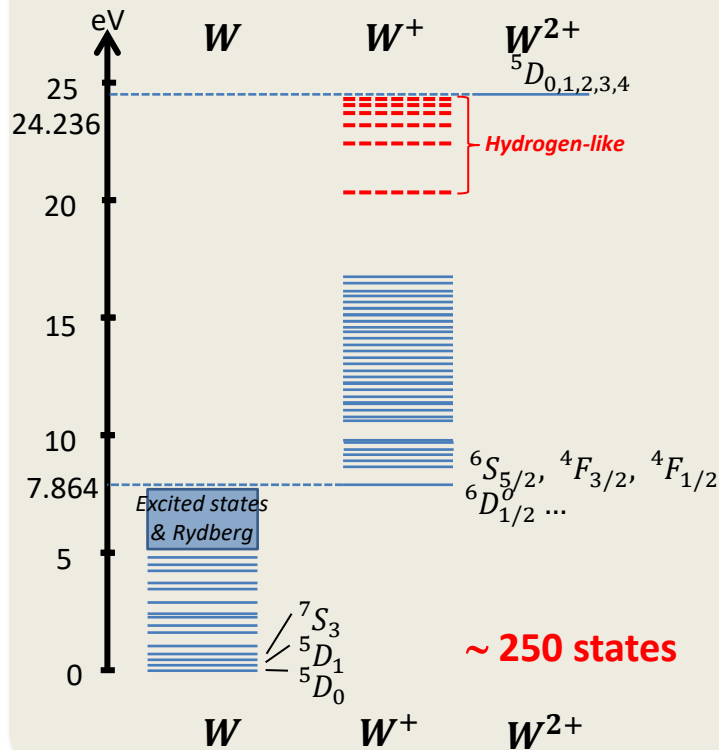 eV
W W⁺ W²⁺
⁵D₀,₁,₂,₃,₄
25
24.236
Hydrogen-like
20
15
10
⁶S₅/₂, ⁴F₃/₂, ⁴F₁/₂
7.864
⁶Dᵒ₁/₂ ...
Excited states
& Rydberg
5
⁷S₃
⁵D₁
~ 250 states
⁵D₀
0
W W⁺ W²⁺